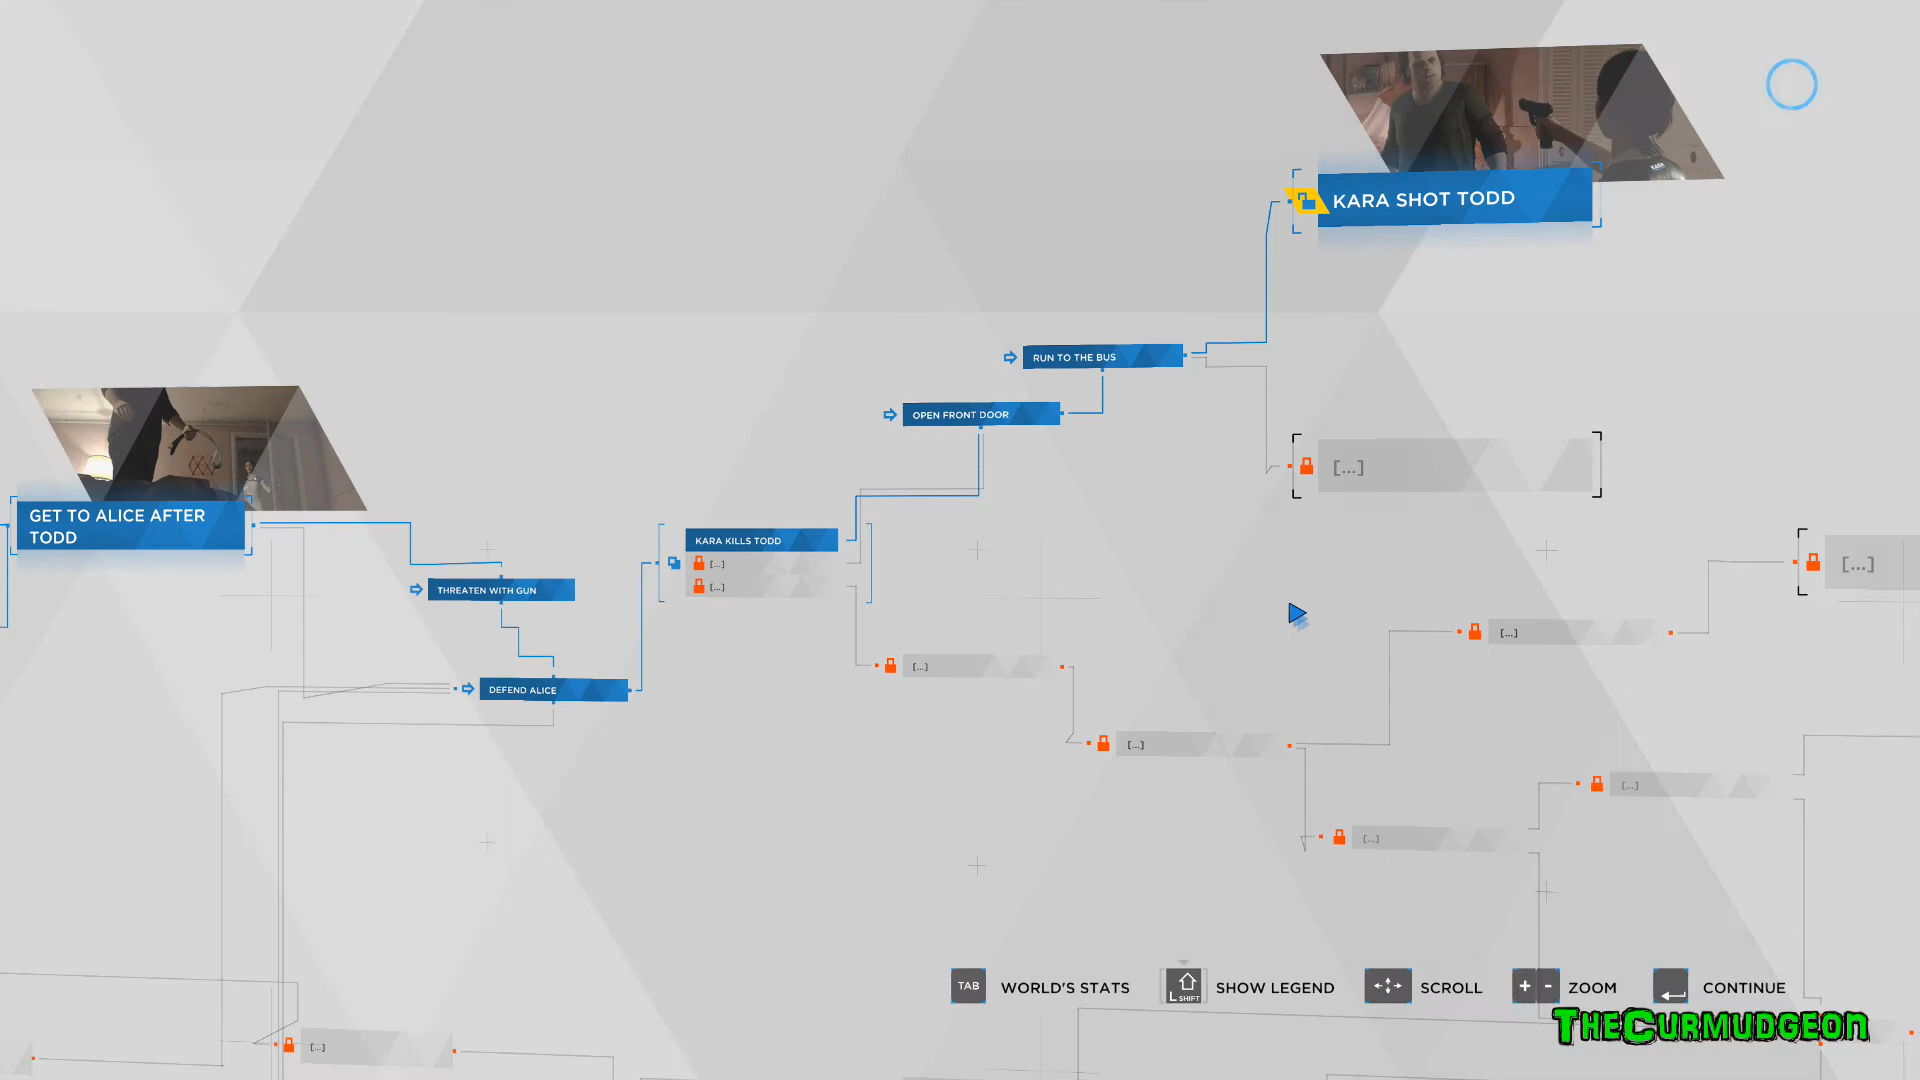 KARA
KARA SHOT TODD
RUN TO THE BUS
OPEN FRONT DOOR
[...]
GET TO ALICE AFTER
TODD
KARA KILLS TODD
[...]
[...]
[...]
THREATEN WITH GUN
[...]
[...]
DEFEND ALICE
[...]
[...]
[...]
TAB WORLD'S STATS L SHIFT SHOW LEGEND SCROLL + - ZOOM CONTINUE
THECURMUDGEON
[...]